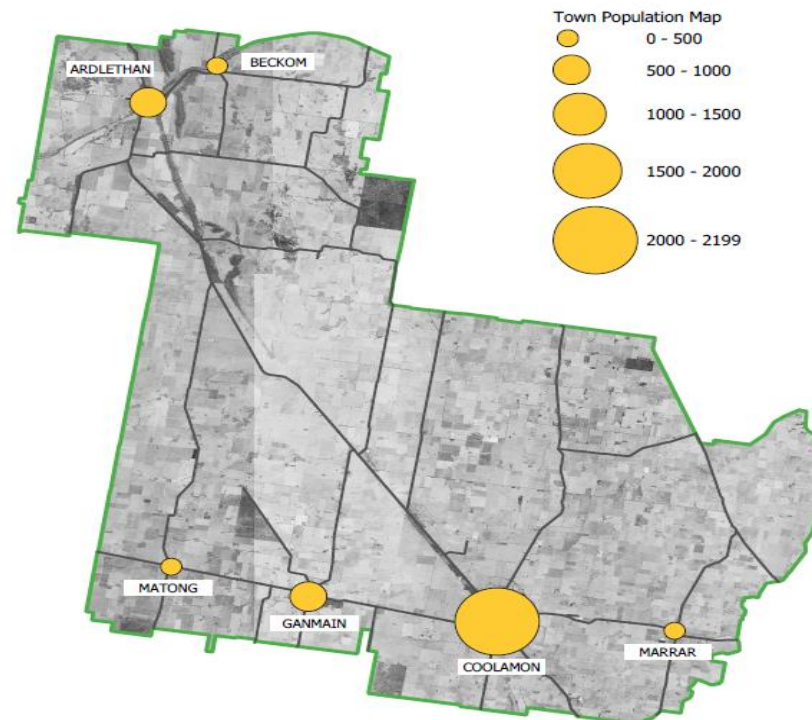 Town Population Map
0 - 500
500 - 1000
1000 - 1500
1500 - 2000
2000 - 2199
BECKOM
ARDLETHAN
MATONG
GANMAIN
COOLAMON
MARRAR